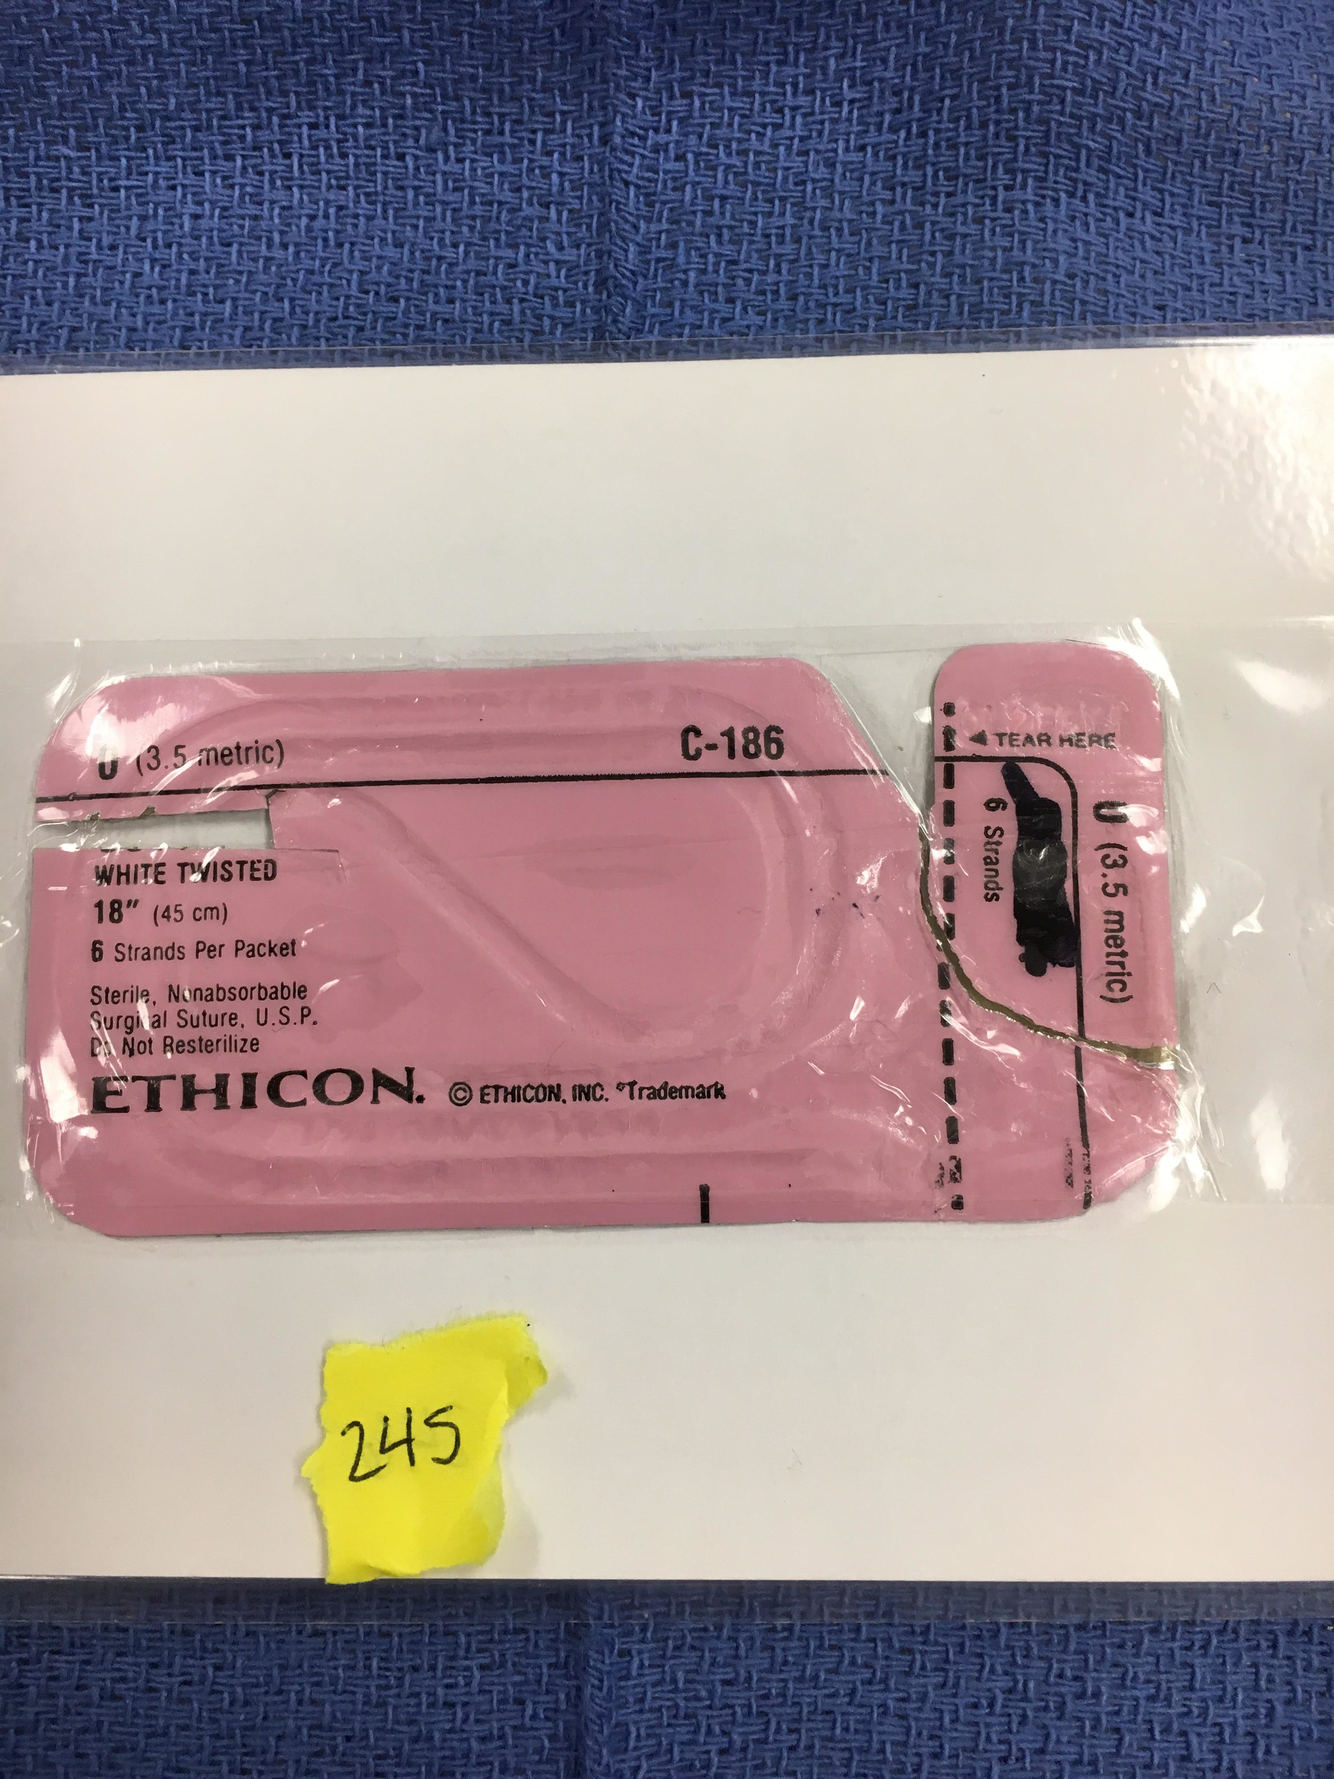 0 (3.5 metric)
C-186
WHITE TWISTED
18" (45 cm)
6 Strands Per Packet
Sterile, Nonabsorbable
Surgical Suture, U.S.P.
Do Not Resterilize
ETHICON.
© ETHICON, INC. *Trademark
TEAR HERE
6 Strands
0 (3.5 metric)
245